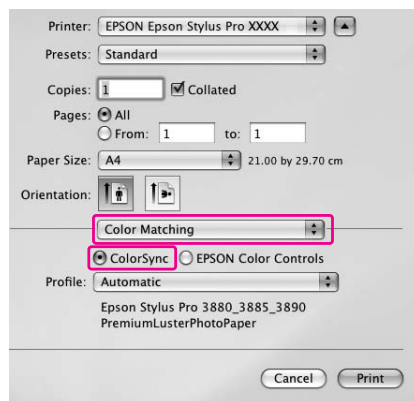 Printer: EPSON Epson Stylus Pro XXXX
Presets: Standard
Copies: 1 Collated
Pages: All
From: 1 to: 1
Paper Size: A4 21.00 by 29.70 cm
Orientation:
Color Matching
ColorSync EPSON Color Controls
Profile: Automatic
Epson Stylus Pro 3880_3885_3890
PremiumLusterPhotoPaper
Cancel Print